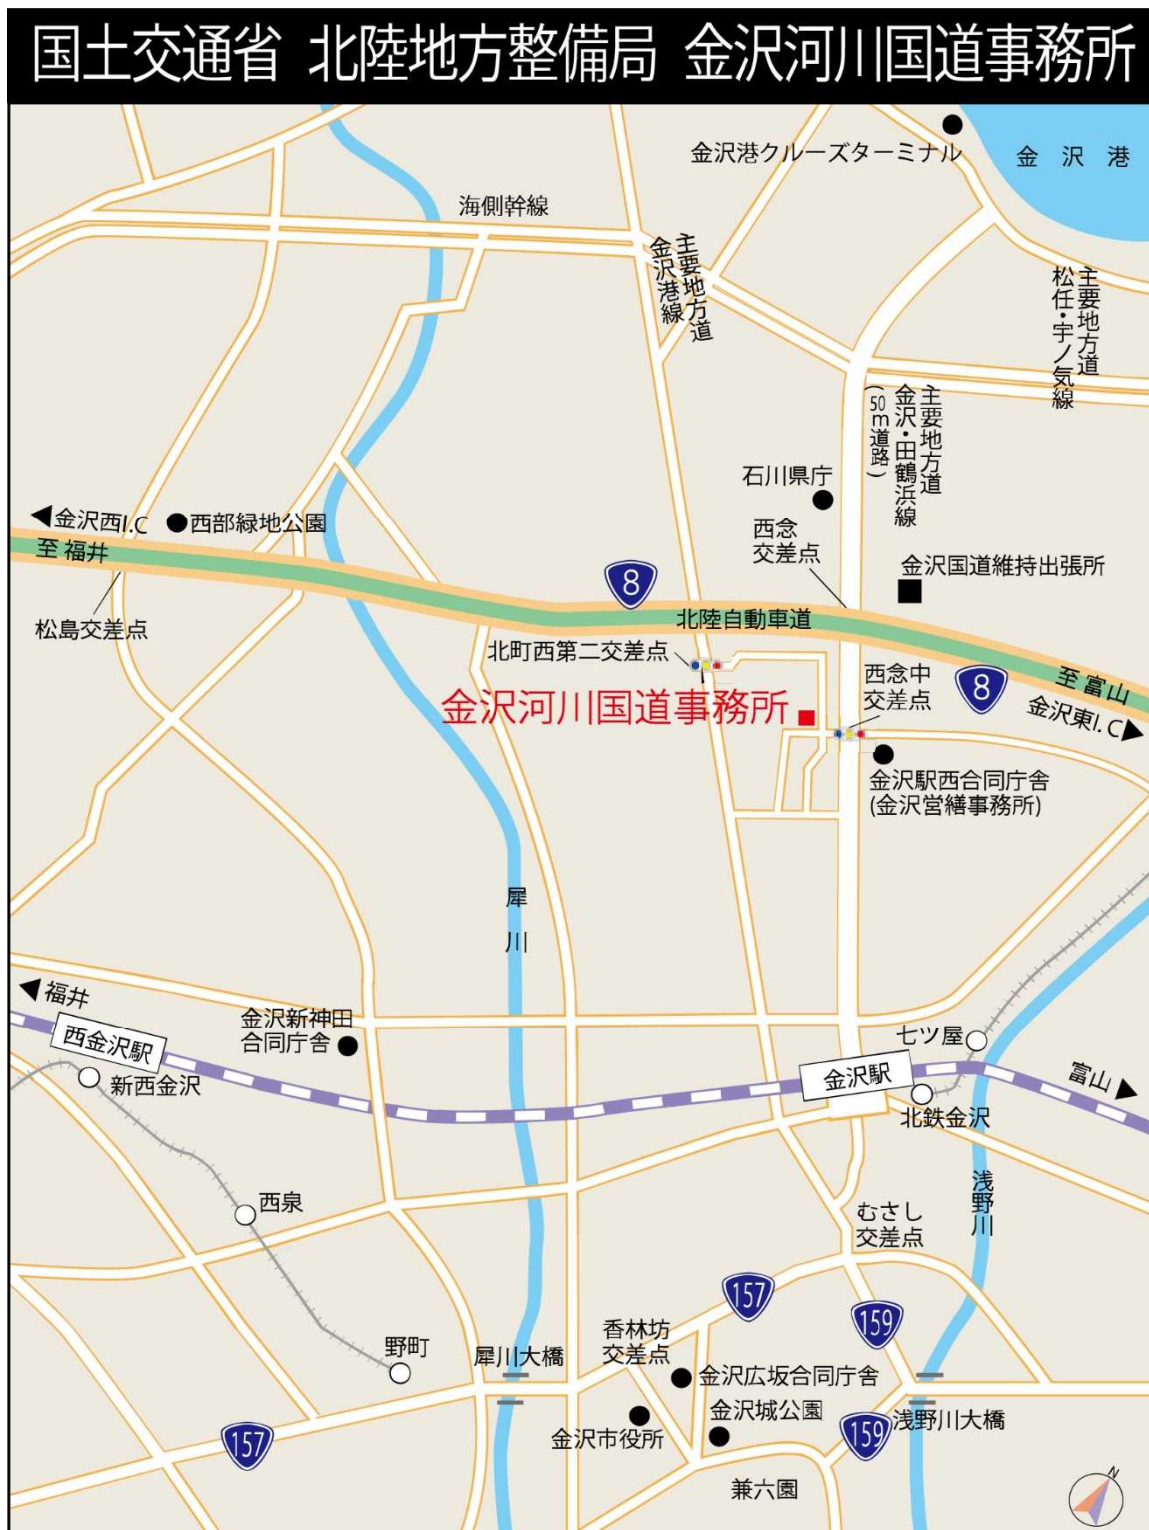 国土交通省 北陸地方整備局 金沢河川国道事務所
金沢港クルーズターミナル
金沢港
海側幹線
主要地方道
金沢港線
主要地方道
松任・宇ノ気線
主要地方道
金沢・田鶴浜線
(50m道路)
石川県庁
金沢西I.C
西部緑地公園
西念
交差点
至 福井
8
金沢国道維持出張所
松島交差点
北陸自動車道
北町西第二交差点
西念中
交差点
8
至 富山
金沢東I.C
金沢河川国道事務所
金沢駅西合同庁舎
(金沢営繕事務所)
犀川
福井
西金沢駅
金沢新神田
合同庁舎
七ツ屋
新西金沢
金沢駅
富山
北鉄金沢
西泉
浅野川
むさし
交差点
157
159
香林坊
交差点
野町
犀川大橋
金沢広坂合同庁舎
金沢城公園
浅野川大橋
金沢市役所
157
159
兼六園
N